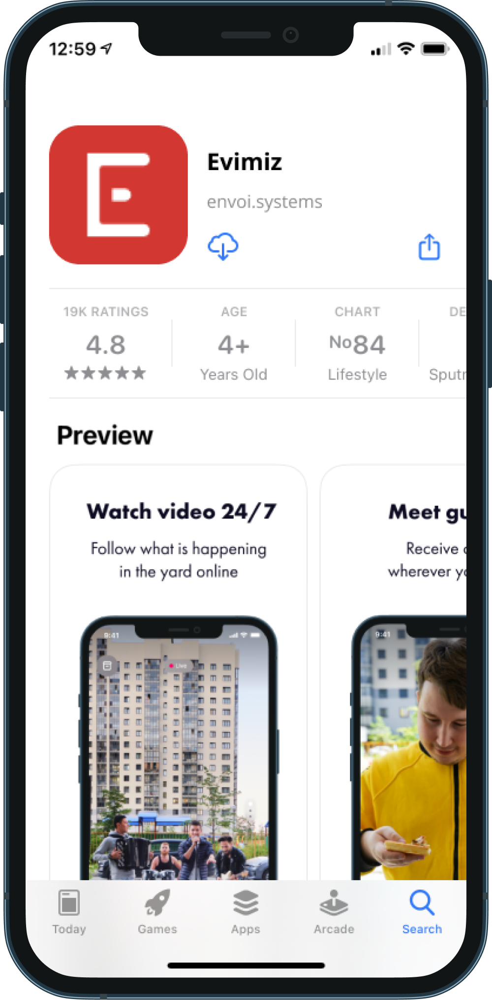 12:59
E
Evimiz
envoi.systems
19K RATINGS
4.8
★★★★★
AGE
4+
Years Old
CHART
No84
Lifestyle
DE
Sputn
Preview
Watch video 24/7
Follow what is happening
in the yard online
9:41
Live
Meet gu
Receive
wherever yo
9:41
Today
Games
Apps
Arcade
Search